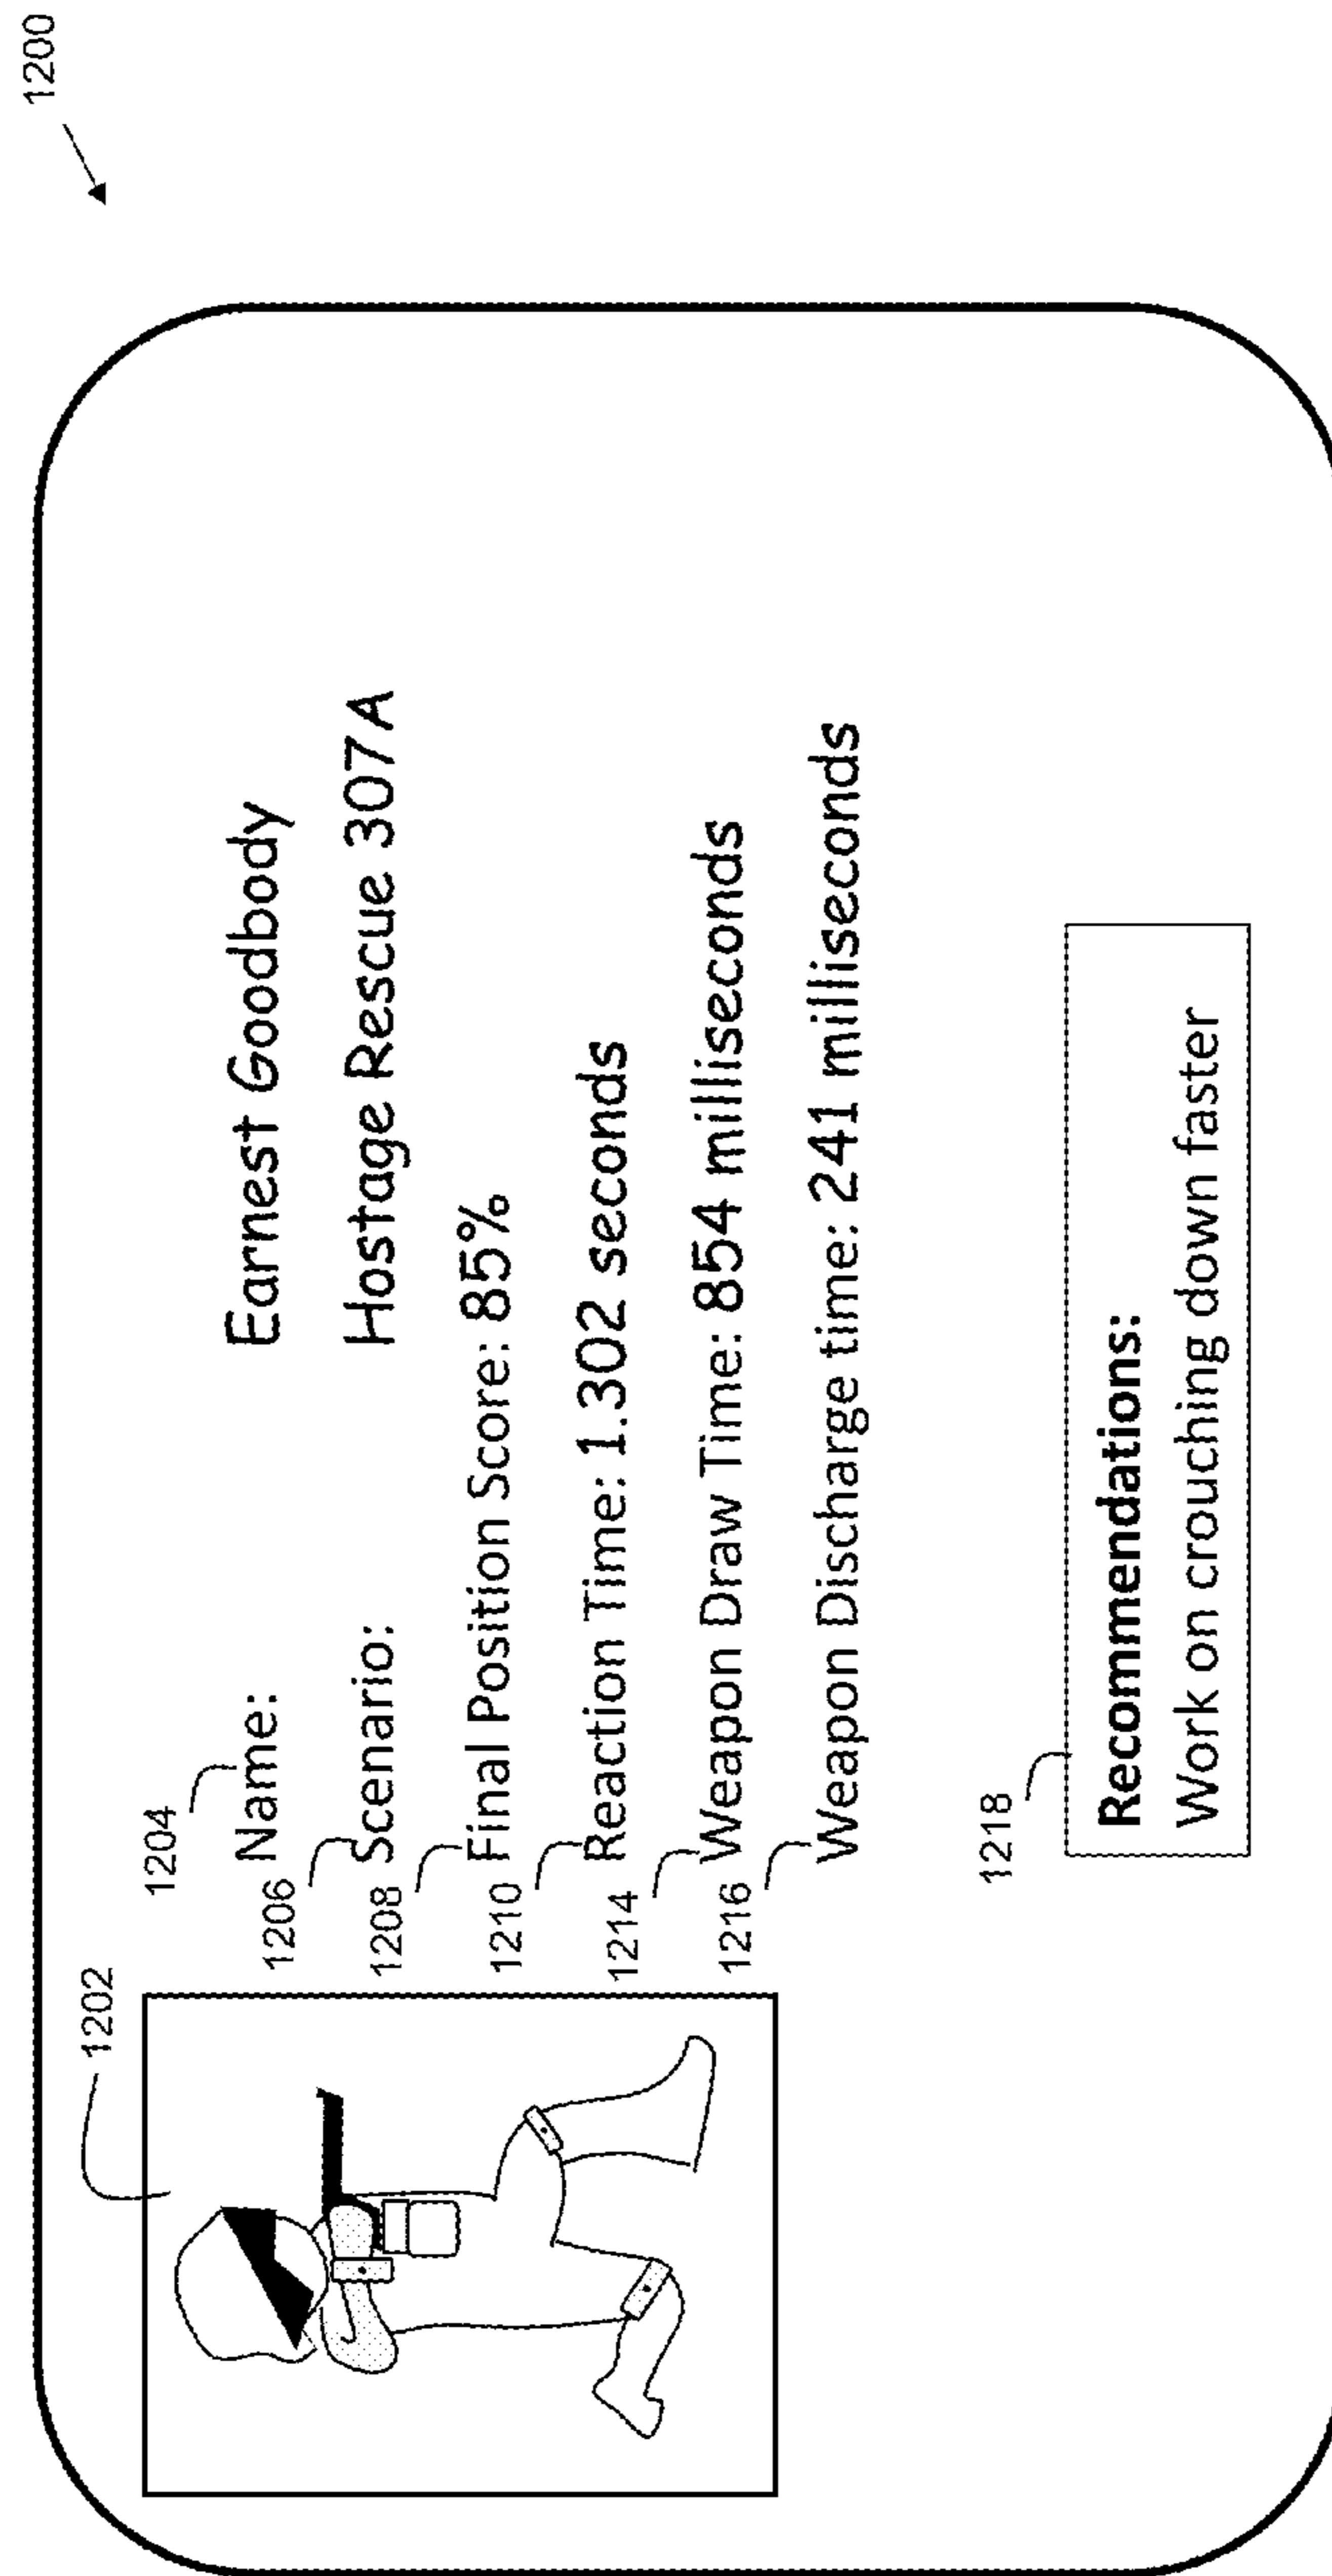 1200
1202
1204
Name: Earnest Goodbody
1206
Scenario: Hostage Rescue 307A
1208
Final Position Score: 85%
1210
Reaction Time: 1.302 seconds
1214
Weapon Draw Time: 854 milliseconds
1216
Weapon Discharge time: 241 milliseconds
1218
Recommendations:
Work on crouching down faster